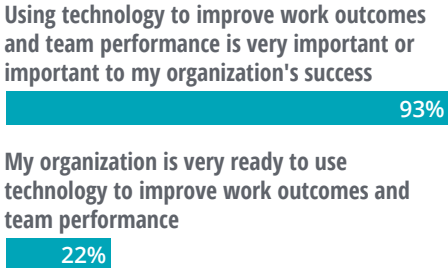 Using technology to improve work outcomes
and team performance is very important or
important to my organization's success
93%
My organization is very ready to use
technology to improve work outcomes and
team performance
22%